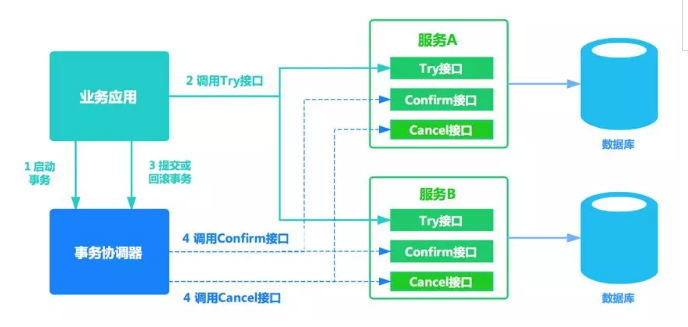 服务A
Try接口
Confirm接口
Cancel接口
数据库
业务应用
2 调用Try接口
1 启动
事务
3 提交或
回滚事务
服务B
Try接口
Confirm接口
Cancel接口
数据库
事务协调器
4 调用Confirm接口
4 调用Cancel接口